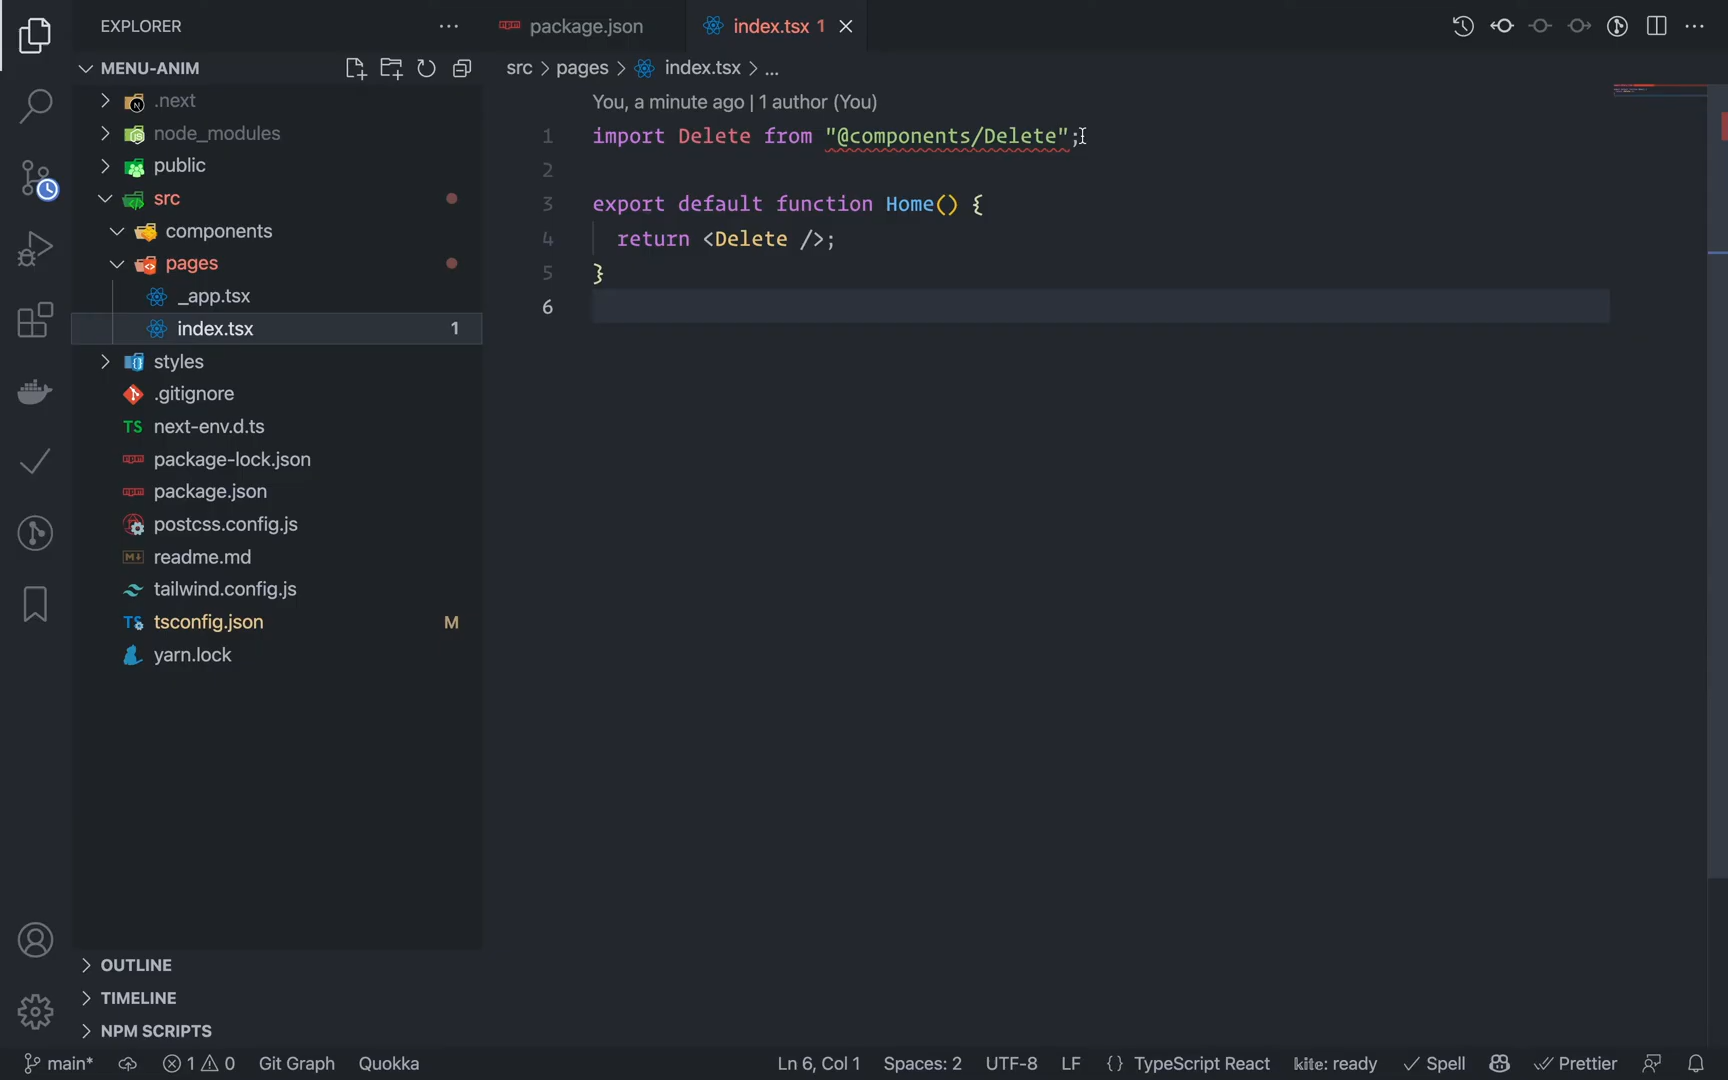 EXPLORER
MENU-ANIM
.next
node_modules
public
src
components
pages
_app.tsx
index.tsx 1
styles
.gitignore
TS next-env.d.ts
package-lock.json
package.json
postcss.config.js
readme.md
tailwind.config.js
TS tsconfig.json M
yarn.lock
OUTLINE
TIMELINE
NPM SCRIPTS
package.json
index.tsx 1
src > pages > index.tsx > ...
You, a minute ago | 1 author (You)
1 import Delete from "@components/Delete";
2
3 export default function Home() {
4 return <Delete />;
5 }
6
main* 1 0 Git Graph Quokka Ln 6, Col 1 Spaces: 2 UTF-8 LF {} TypeScript React kite: ready Spell Prettier